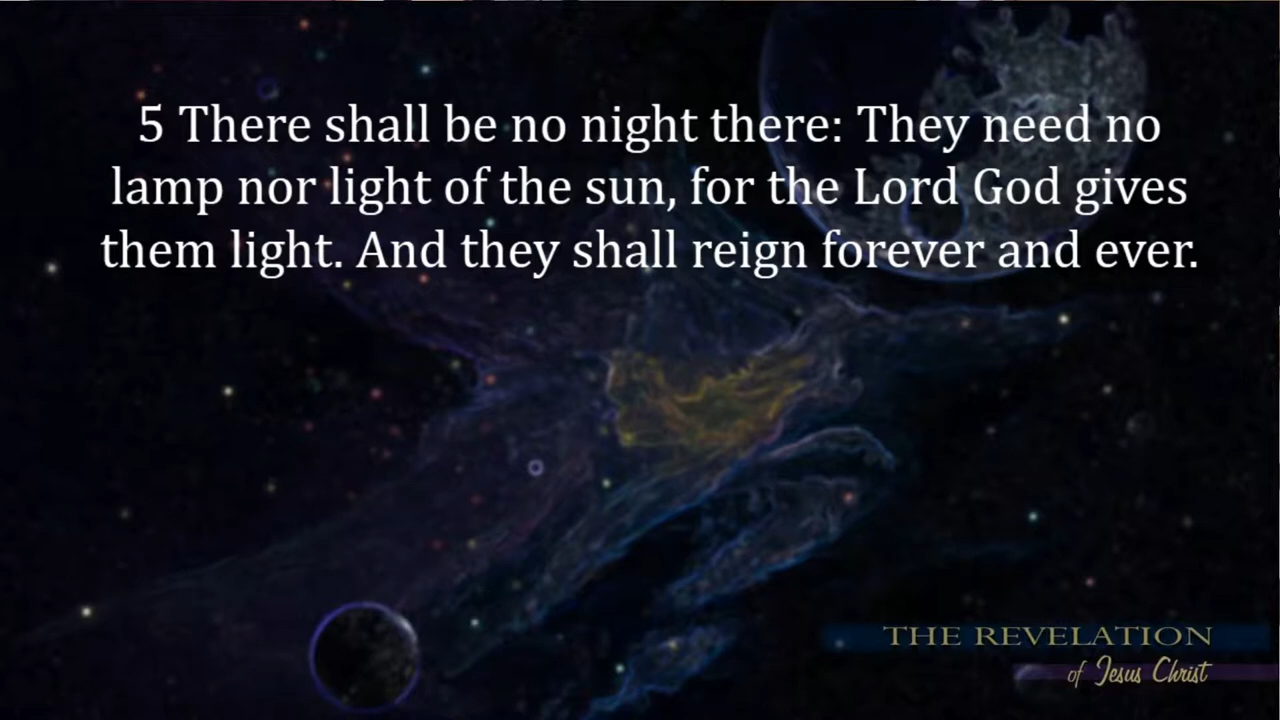 5 There shall be no night there: They need no
lamp nor light of the sun, for the Lord God gives
them light. And they shall reign forever and ever.
THE REVELATION
of Jesus Christ